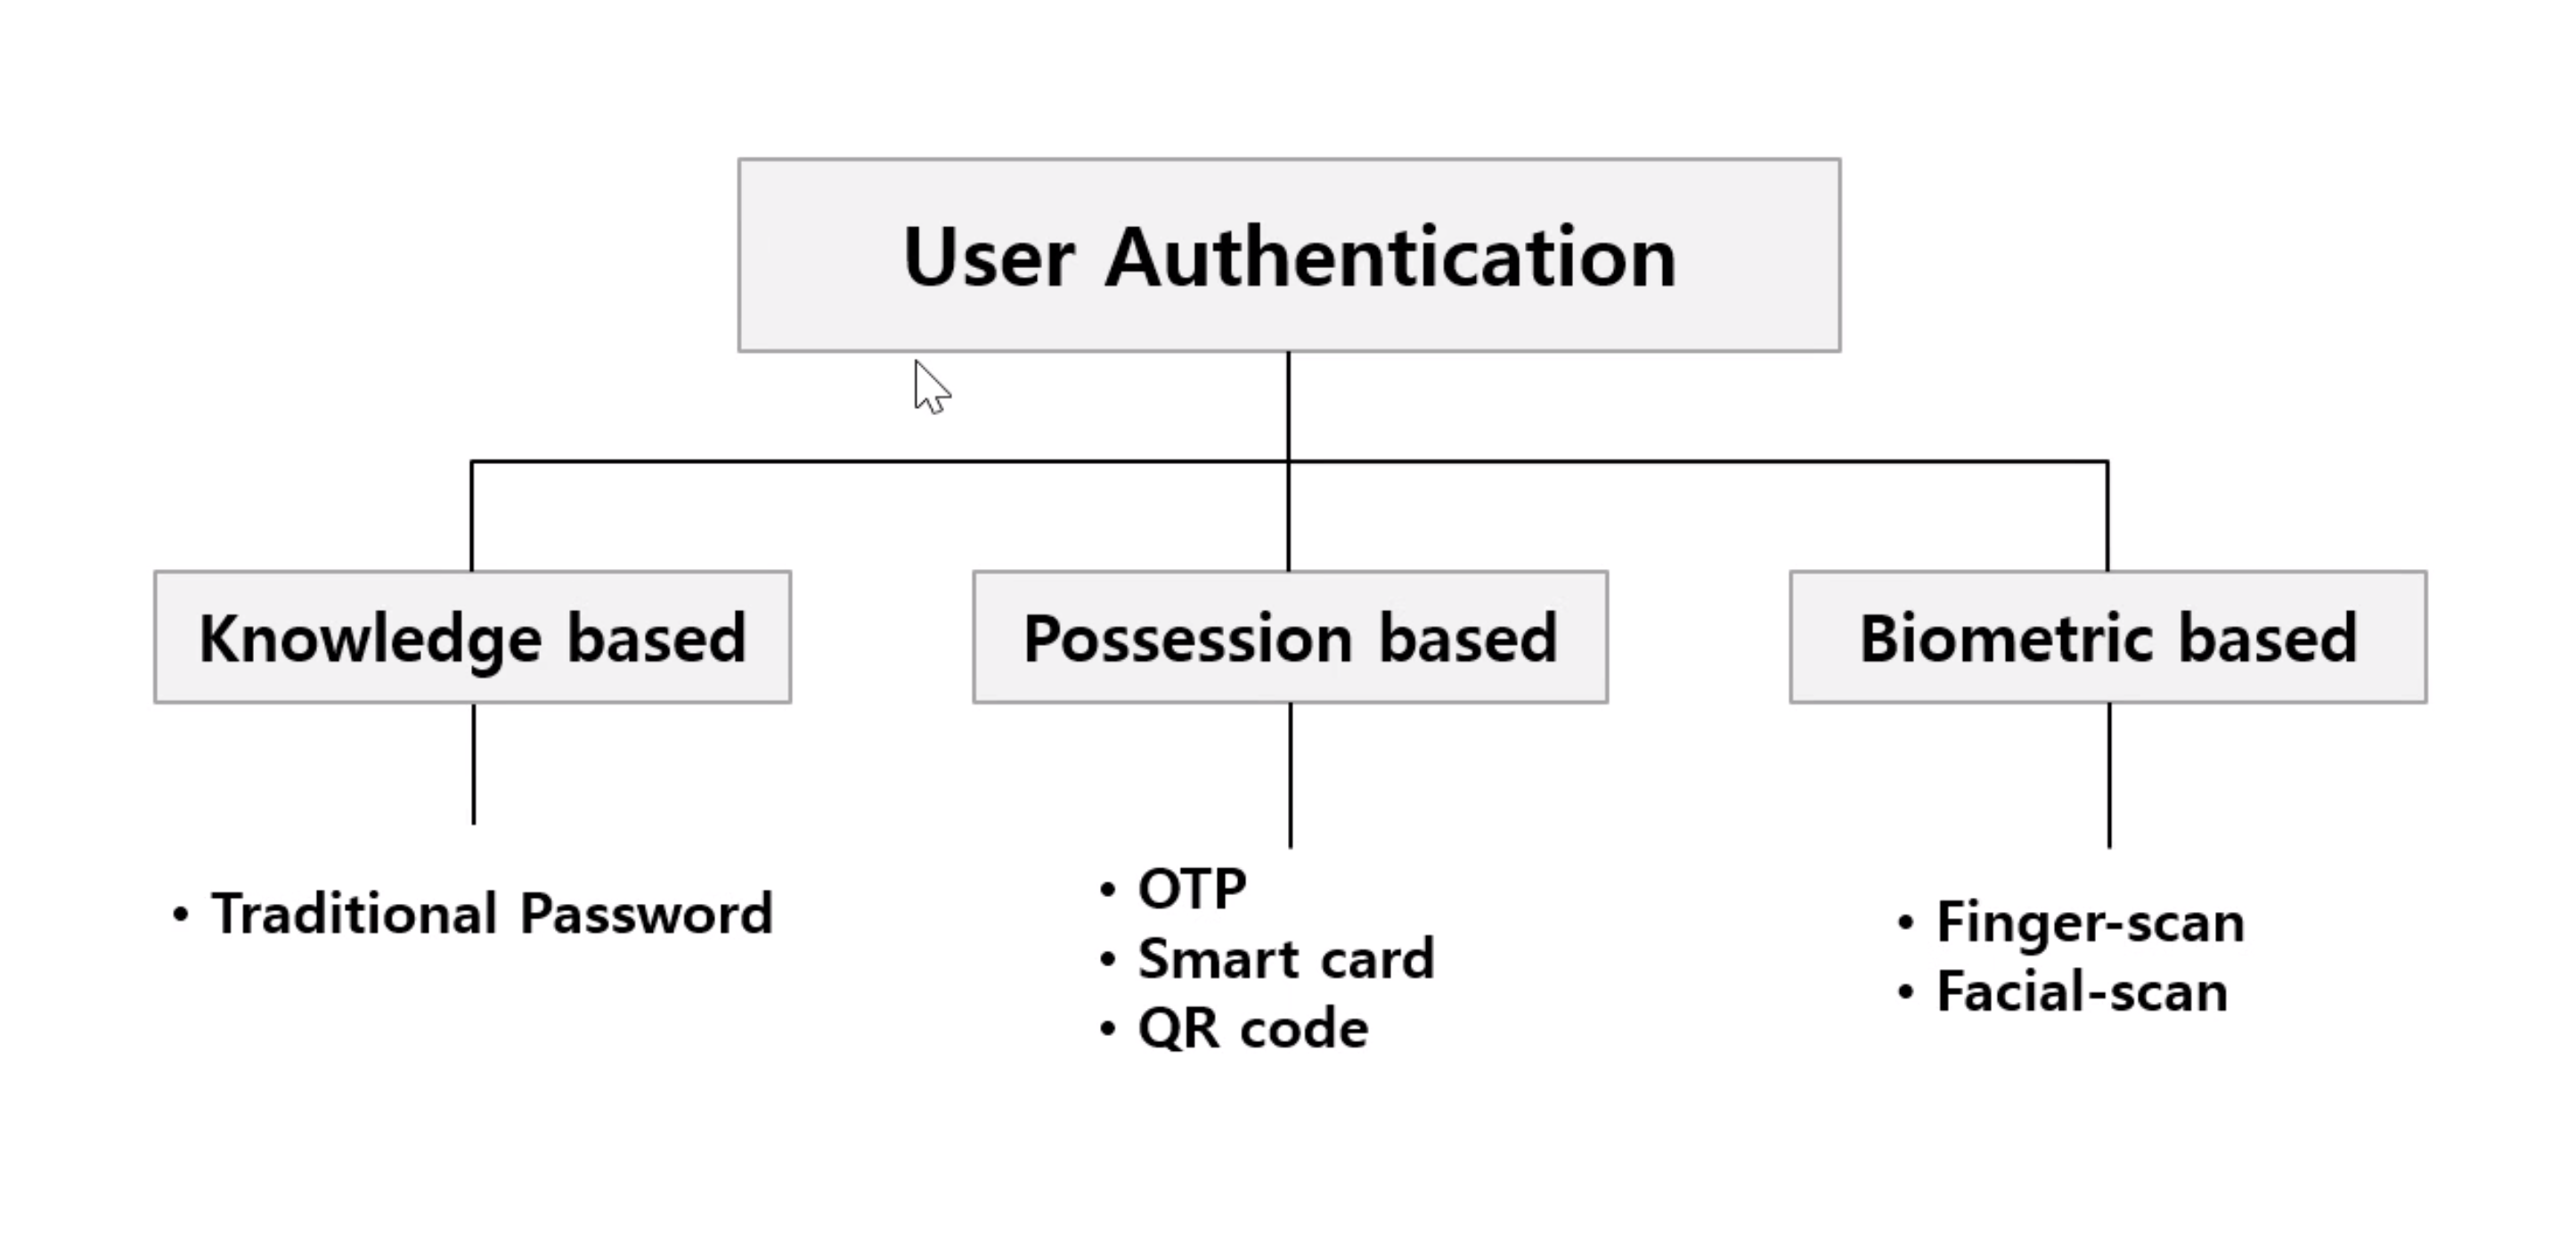 User Authentication
Knowledge based
Possession based
Biometric based
• Traditional Password
• OTP
• Smart card
• QR code
• Finger-scan
• Facial-scan